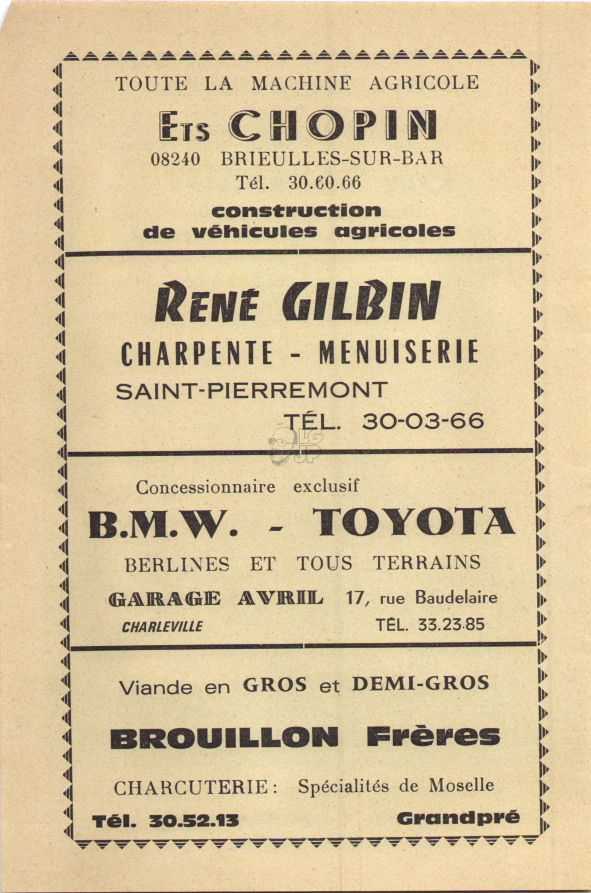 TOUTE LA MACHINE AGRICOLE
ETS CHOPIN
08240 BRIEULLES-SUR-BAR
Tél. 30.60.66
construction
de véhicules agricoles
RENÉ GILBIN
CHARPENTE - MENUISERIE
SAINT-PIERREMONT
TÉL. 30-03-66
LG
JP
Concessionnaire exclusif
B.M.W. - TOYOTA
BERLINES ET TOUS TERRAINS
GARAGE AVRIL 17, rue Baudelaire
CHARLEVILLE TÉL. 33.23.85
Viande en GROS et DEMI-GROS
BROUILLON Frères
CHARCUTERIE: Spécialités de Moselle
Tél. 30.52.13 Grandpré